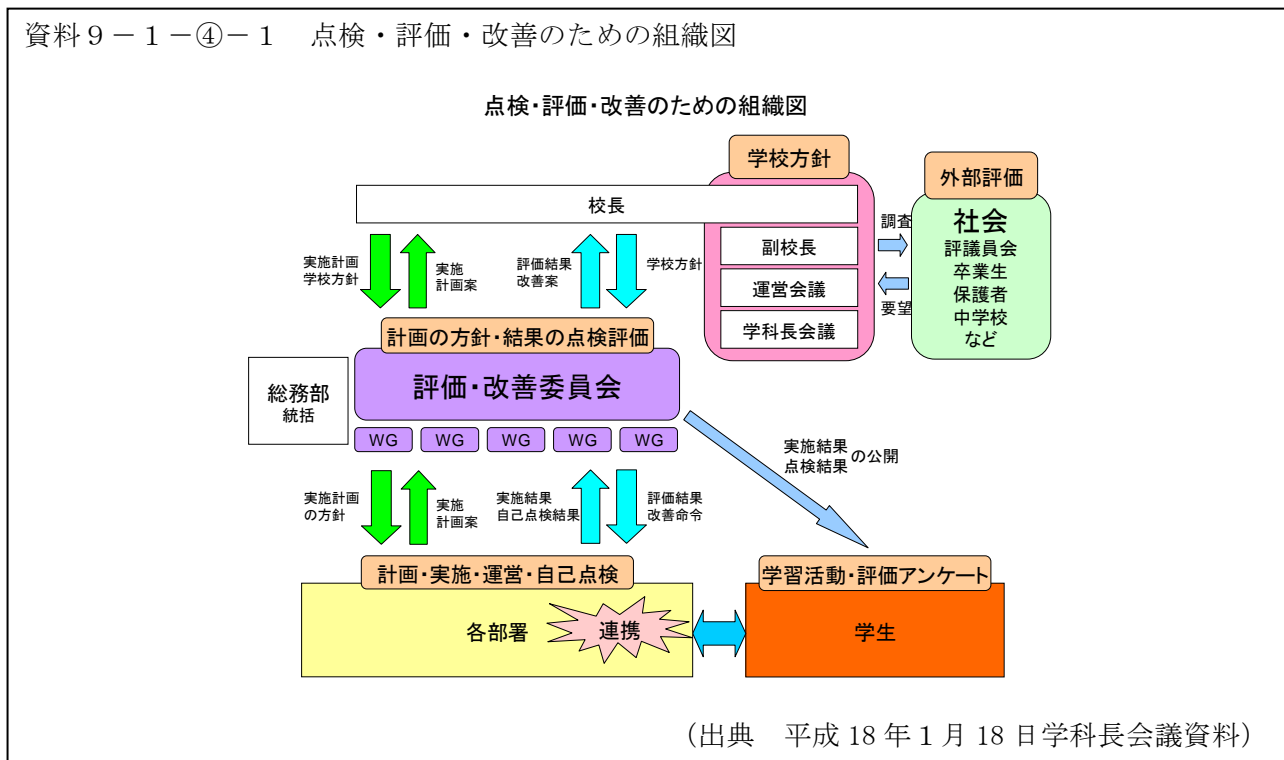 資料9-1-④-1 点検・評価・改善のための組織図
点検・評価・改善のための組織図
学校方針
外部評価
校長
副校長
運営会議
学科長会議
調査
要望
社会
評議員会
卒業生
保護者
中学校
など
実施計画
学校方針
実施
計画案
評価結果
改善案
学校方針
計画の方針・結果の点検評価
評価・改善委員会
総務部
統括
WG WG WG WG WG
実施結果
点検結果
の公開
実施計画
の方針
実施
計画案
実施結果
自己点検結果
評価結果
改善命令
計画・実施・運営・自己点検
学習活動・評価アンケート
各部署
連携
学生
(出典 平成18年1月18日学科長会議資料)